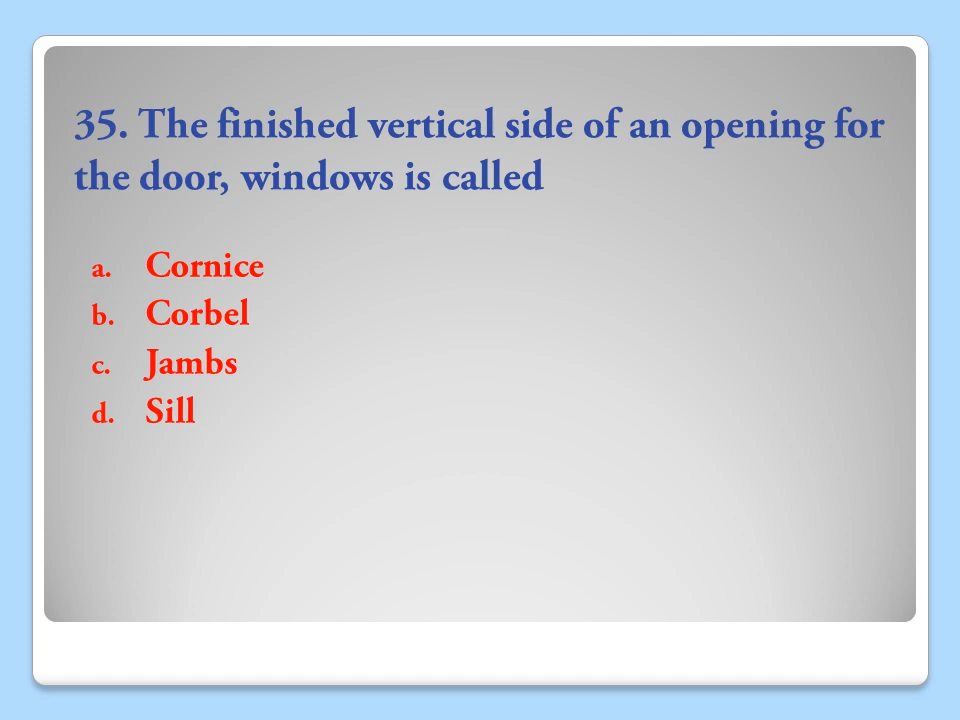 35. The finished vertical side of an opening for
the door, windows is called
a. Cornice
b. Corbel
c. Jambs
d. Sill